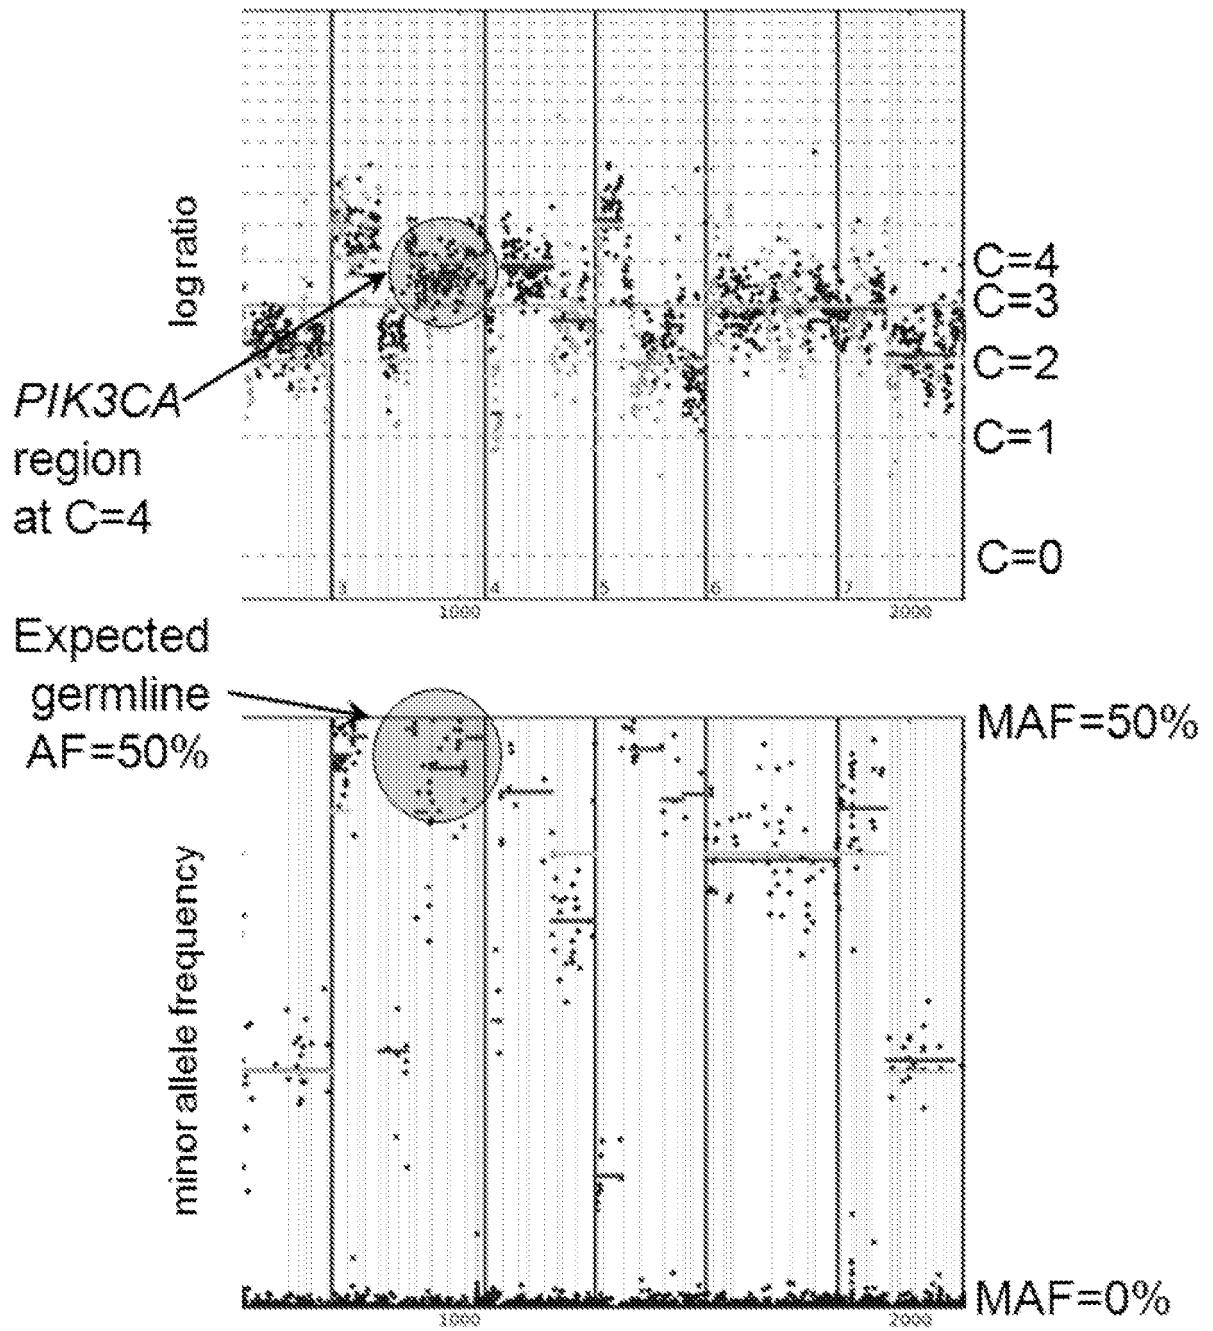 log ratio
C=4
C=3
C=2
C=1
C=0
PIK3CA
region
at C=4
3
4
5
6
7
1000
2000
Expected
germline
AF=50%
MAF=50%
minor allele frequency
MAF=0%
1000
2000